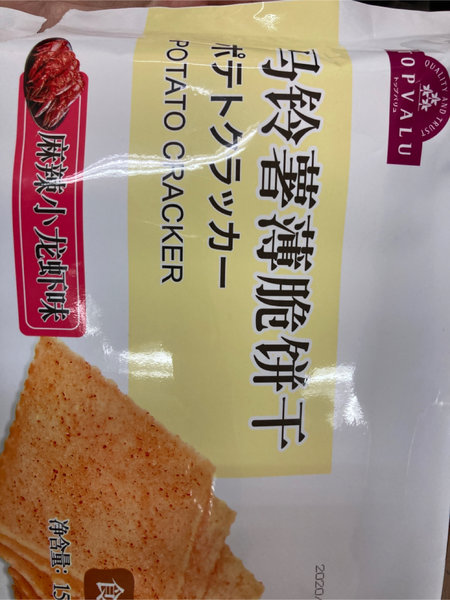 QUALITY AND TRUST
TOPVALU
トップバリュ
马铃薯薄脆饼干
ポテトクラッカー
POTATO CRACKER
麻辣小龙虾味
净含量: 15
2020